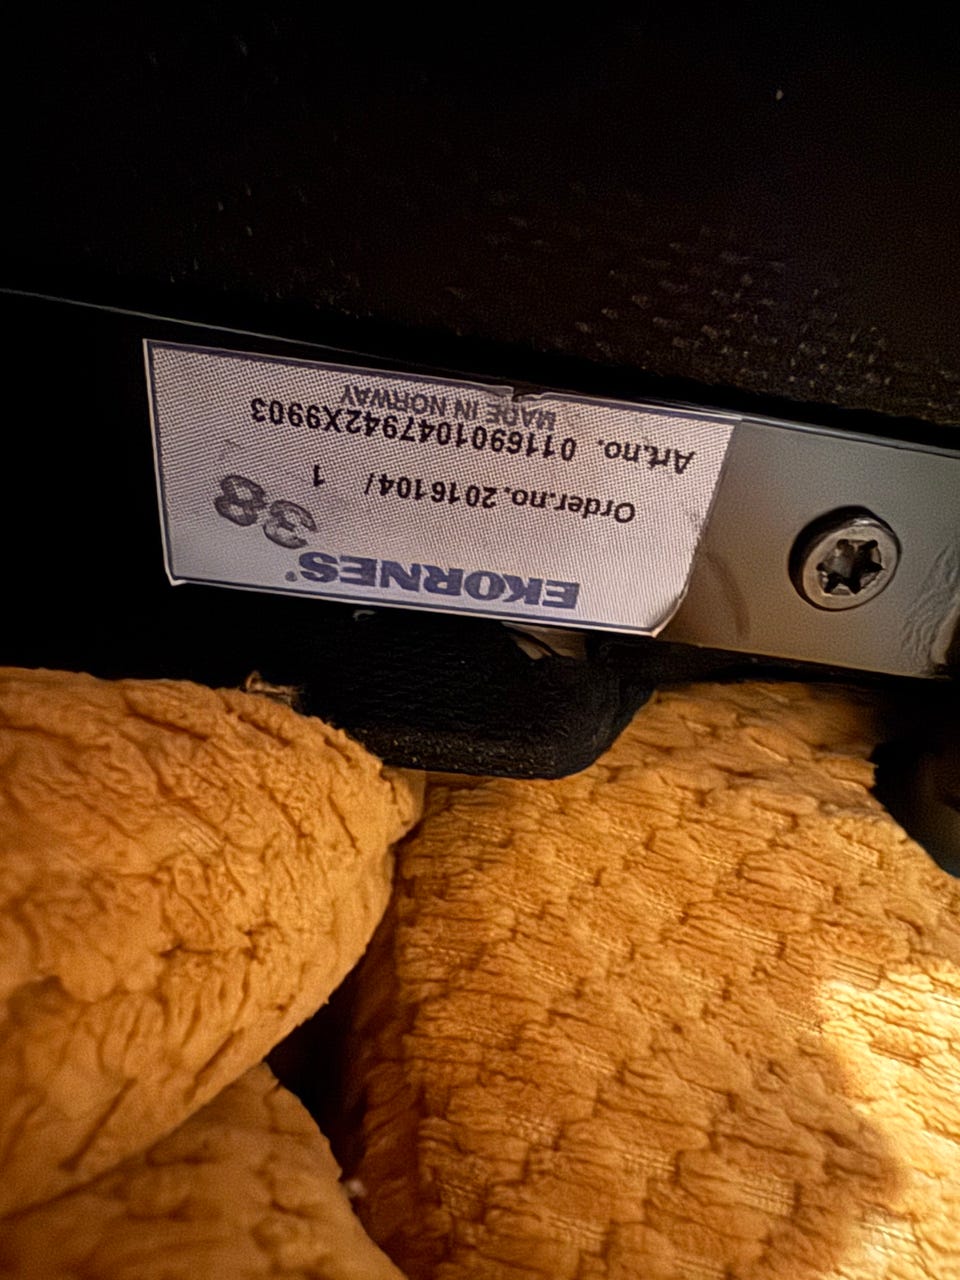 EKORNES®
38
Order.no. 2016104/ 1
Art.no. 0116901047942X9903
MADE IN NORWAY